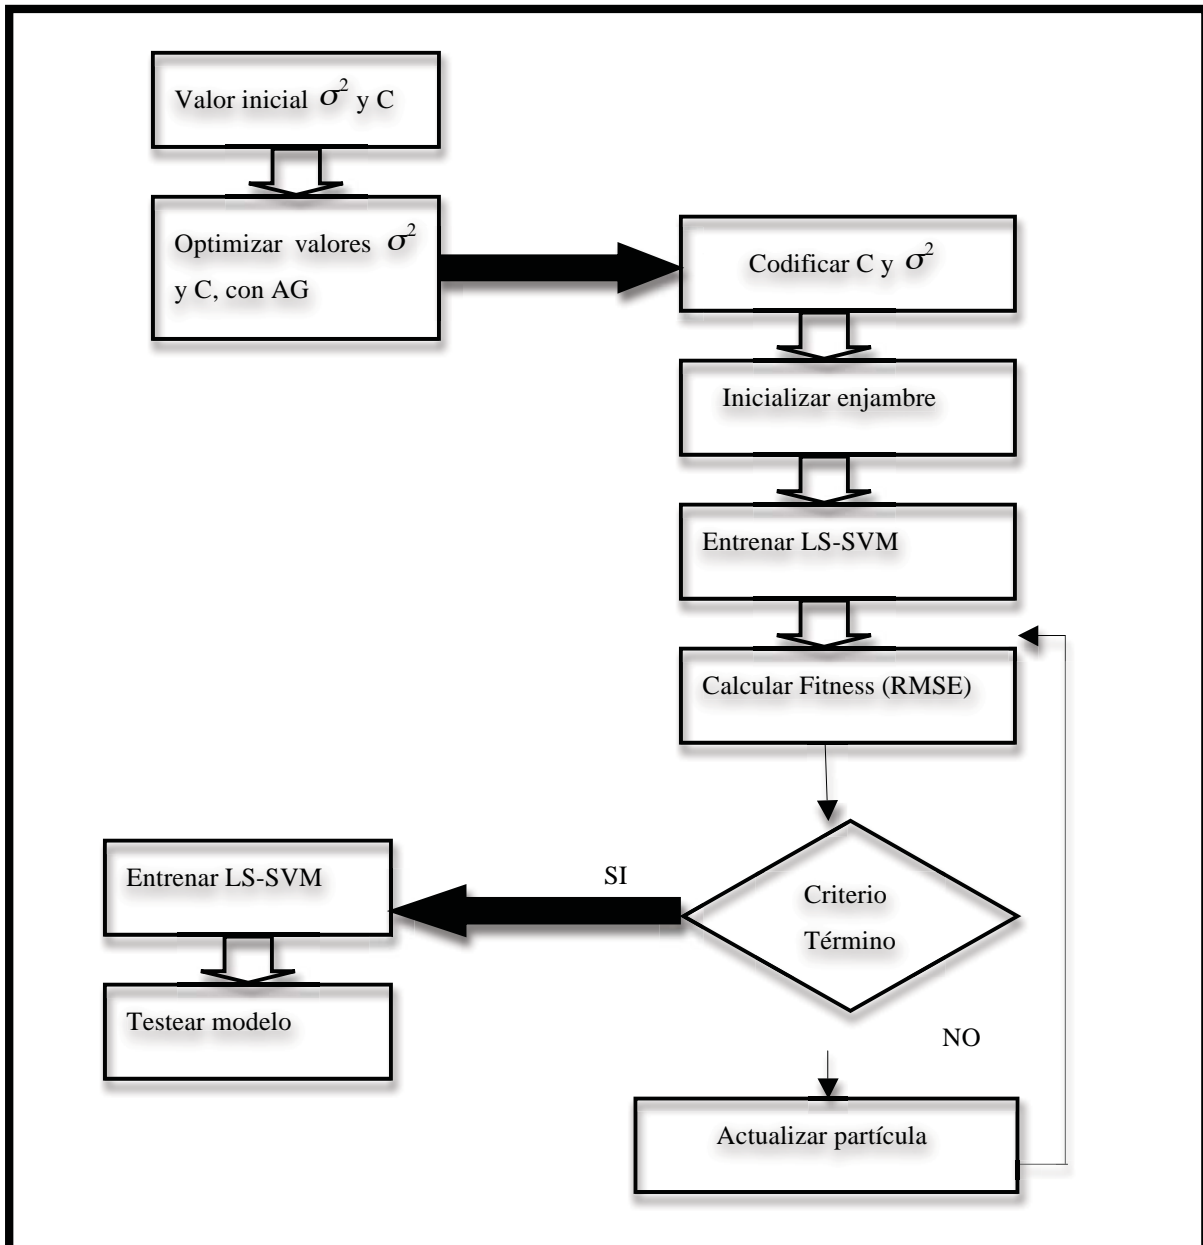 Valor inicial σ² y C
Optimizar valores σ²
y C, con AG
Codificar C y σ²
Inicializar enjambre
Entrenar LS-SVM
Calcular Fitness (RMSE)
Criterio
Término
SI
Entrenar LS-SVM
Testear modelo
NO
Actualizar partícula